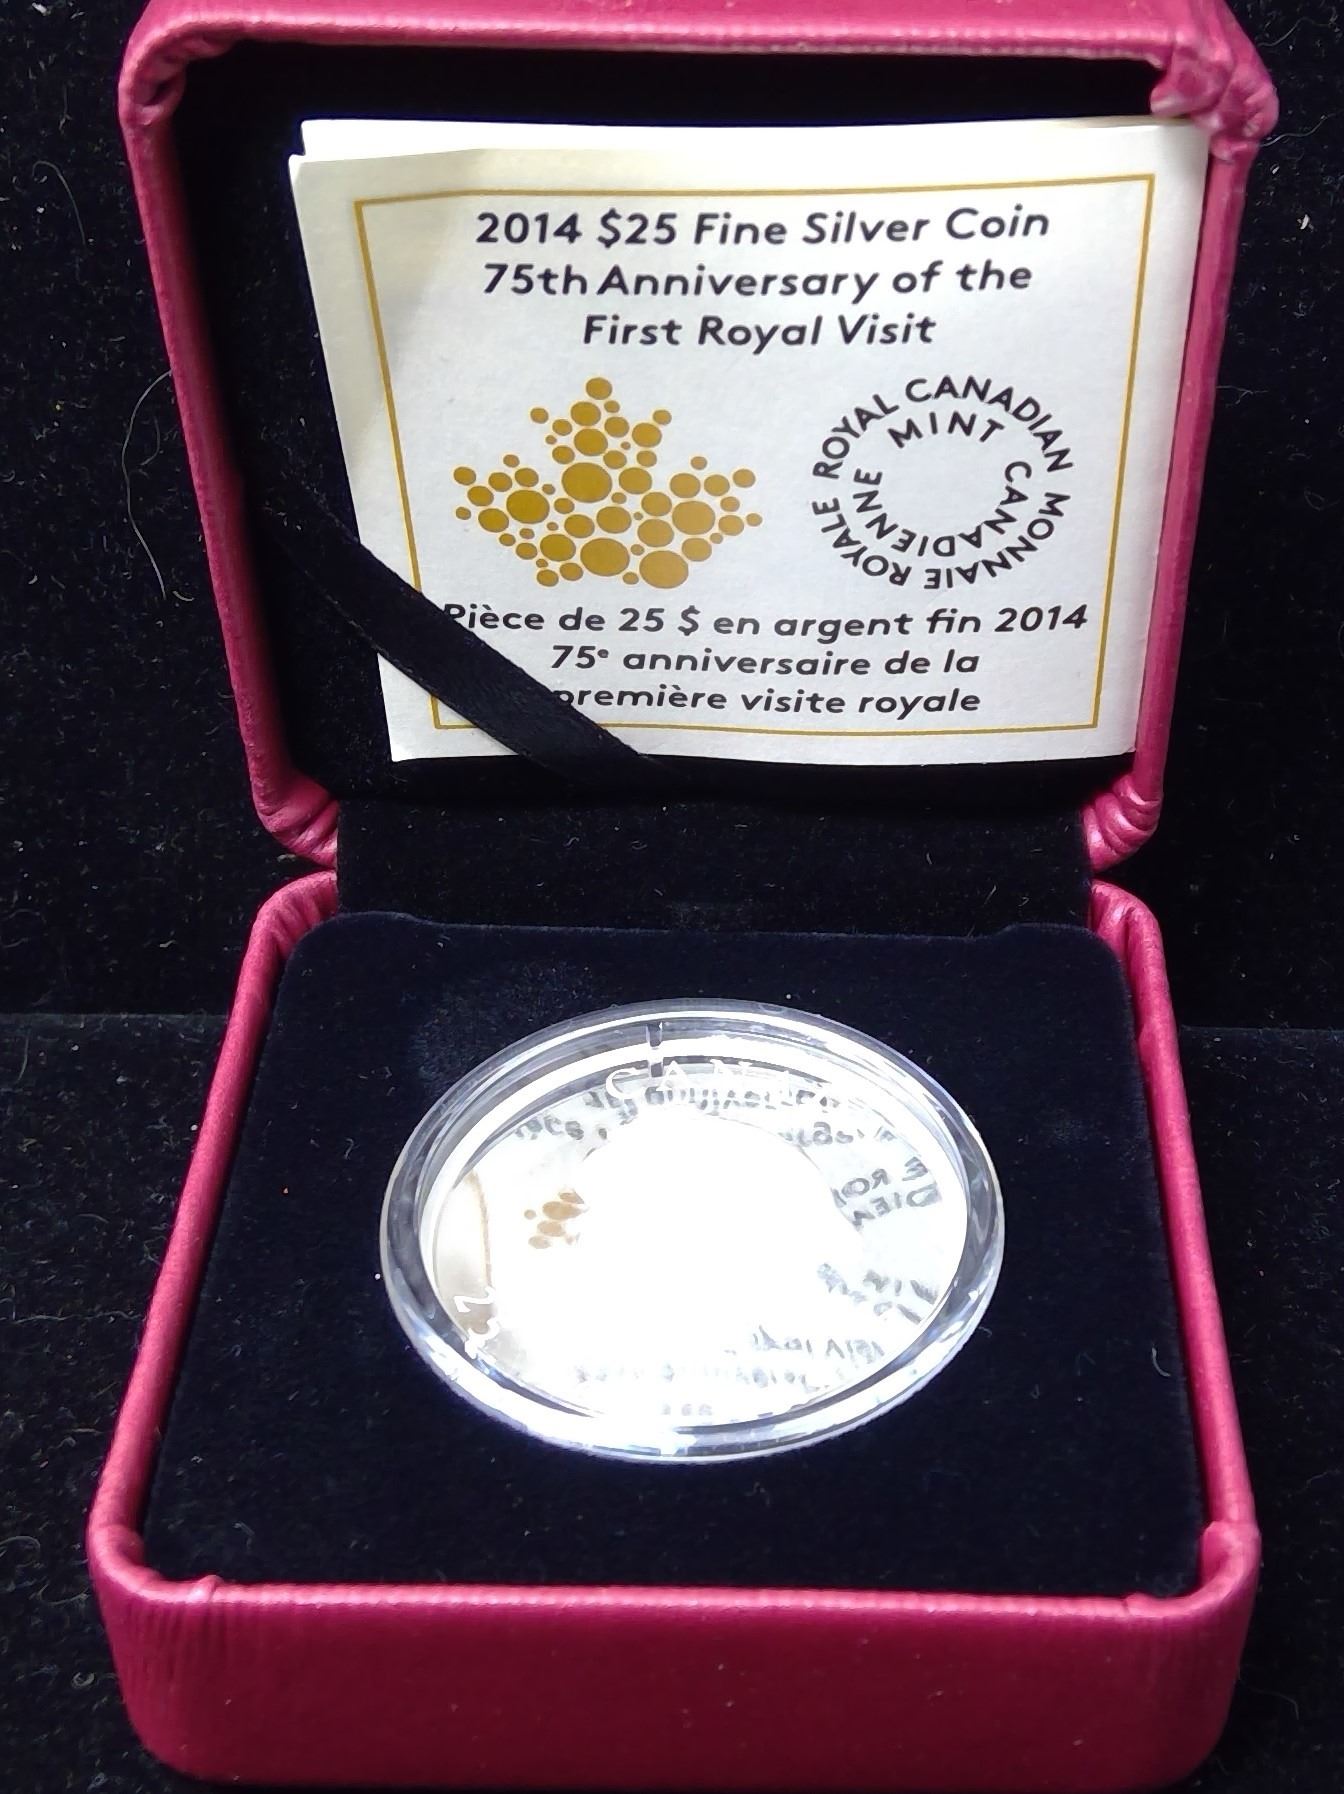 2014 $25 Fine Silver Coin
75th Anniversary of the
First Royal Visit
ROYAL CANADIAN MINT
MONNAIE ROYALE CANADIENNE
Pièce de 25 $ en argent fin 2014
75e anniversaire de la
première visite royale